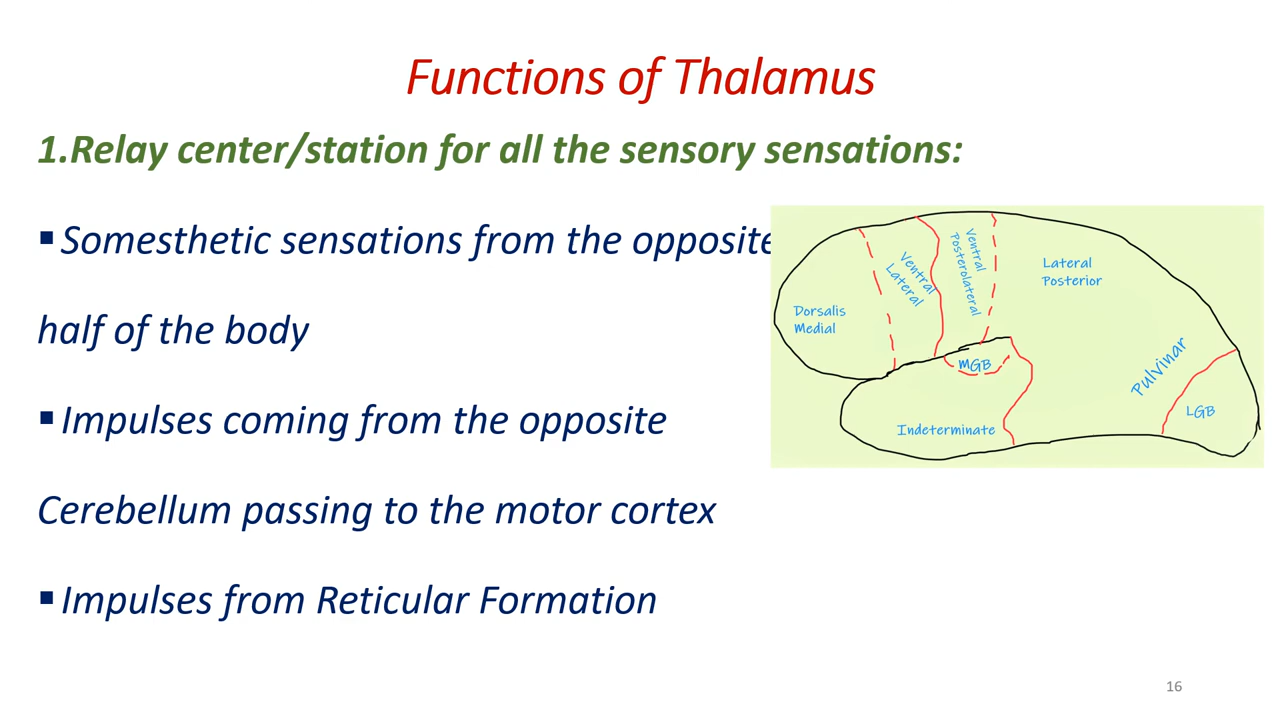 Functions of Thalamus
1.Relay center/station for all the sensory sensations:
▪Somesthetic sensations from the opposite
half of the body
▪Impulses coming from the opposite
Cerebellum passing to the motor cortex
▪Impulses from Reticular Formation
Dorsalis
Medial
Ventral
Lateral
Ventral
Posterolateral
Lateral
Posterior
MGB
Indeterminate
Pulvinar
LGB
16